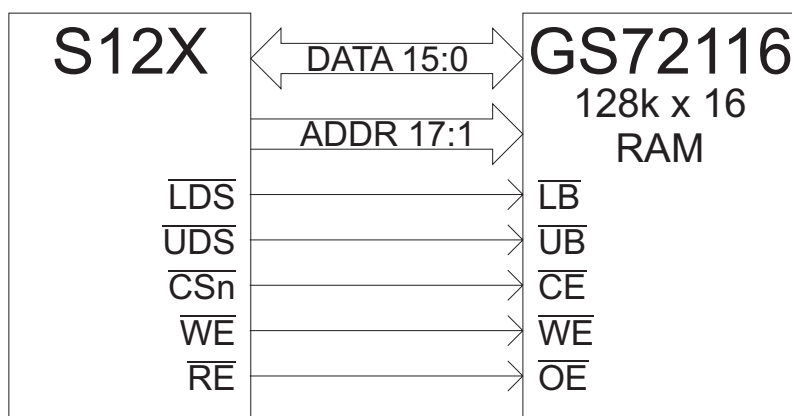 S12X DATA 15:0 GS72116
128k x 16
ADDR 17:1 RAM
LDS LB
UDS UB
CSn CE
WE WE
RE OE